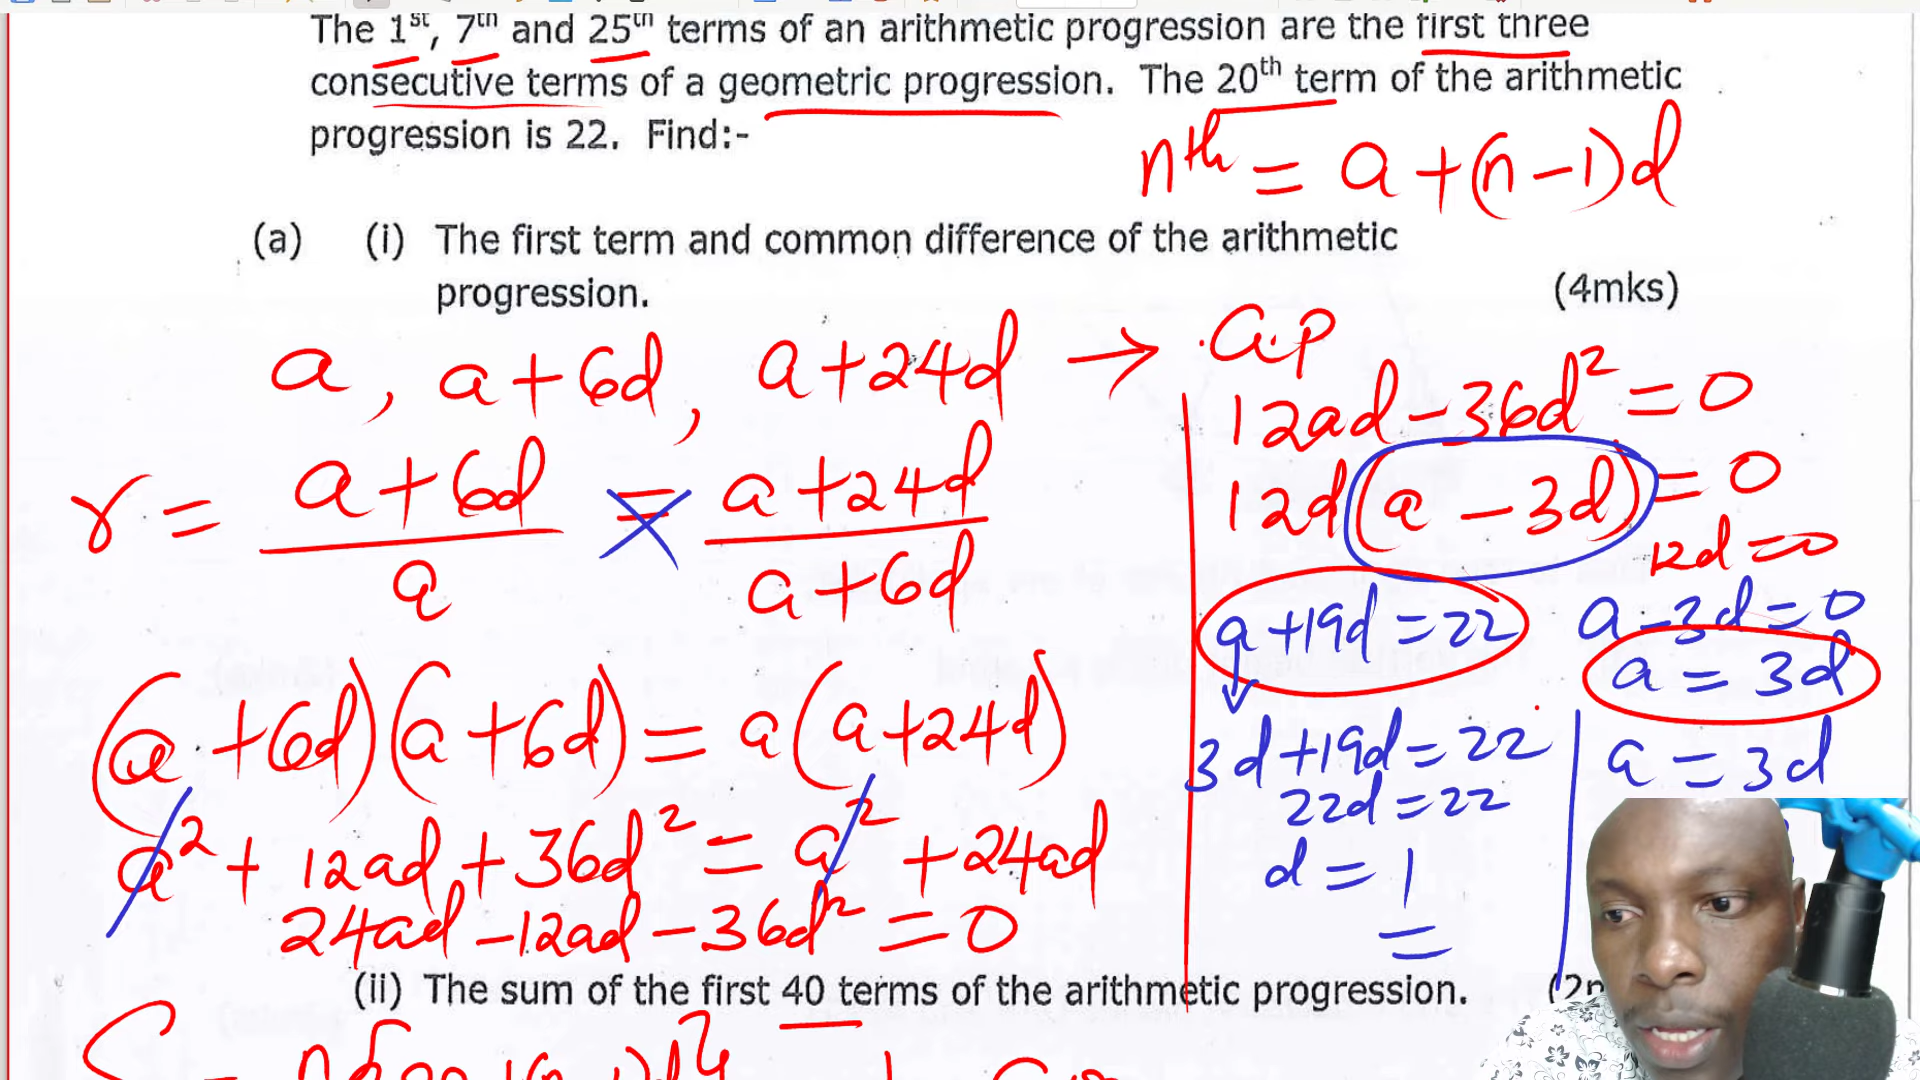 The 1st, 7th and 25th terms of an arithmetic progression are the first three
consecutive terms of a geometric progression. The 20th term of the arithmetic
progression is 22. Find:-
nth = a + (n - 1)d
(a) (i) The first term and common difference of the arithmetic
progression. (4mks)
a, a + 6d, a + 24d → a.p
r = (a + 6d)/a = (a + 24d)/(a + 6d)
(a + 6d)(a + 6d) = a(a + 24d)
a² + 12ad + 36d² = a² + 24ad
24ad - 12ad - 36d² = 0
12ad - 36d² = 0
12d(a - 3d) = 0
12d = 0
a - 3d = 0
a = 3d
a + 19d = 22
3d + 19d = 22
22d = 22
d = 1
a = 3d
(ii) The sum of the first 40 terms of the arithmetic progression.